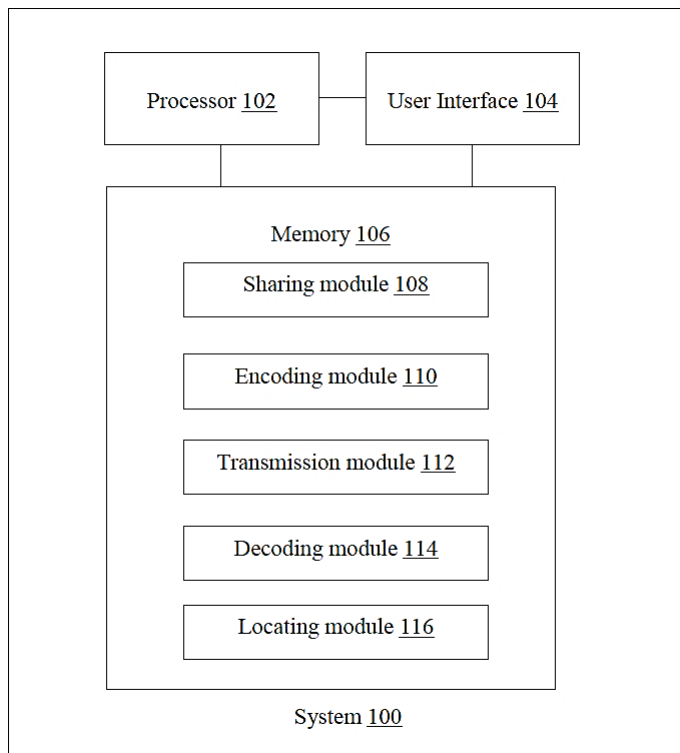 Processor 102
User Interface 104
Memory 106
Sharing module 108
Encoding module 110
Transmission module 112
Decoding module 114
Locating module 116
System 100